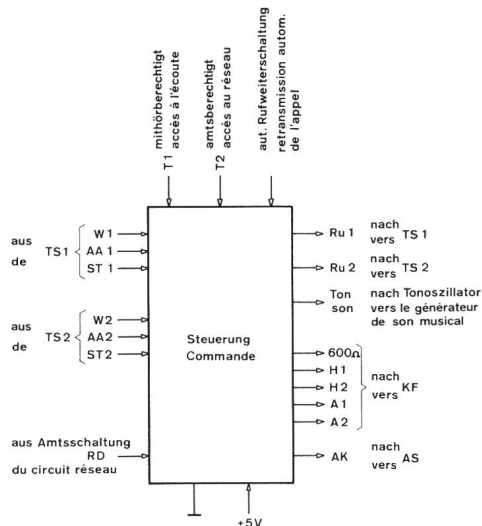 mithörberechtigt
accès à l'écoute
T1
amtsberechtigt
accès au réseau
T2
aut. Rufweiterschaltung
retransmission autom.
de l'appel
aus
de
TS1
W1
AA1
ST1
aus
de
TS2
W2
AA2
ST2
aus Amtsschaltung
RD
du circuit réseau
Steuerung
Commande
Ru 1
nach
vers
TS 1
Ru 2
nach
vers
TS 2
Ton
son
nach Tonoszillator
vers le générateur
de son musical
600Ω
H1
H2
A1
A2
nach
vers
KF
AK
nach
vers
AS
+5V